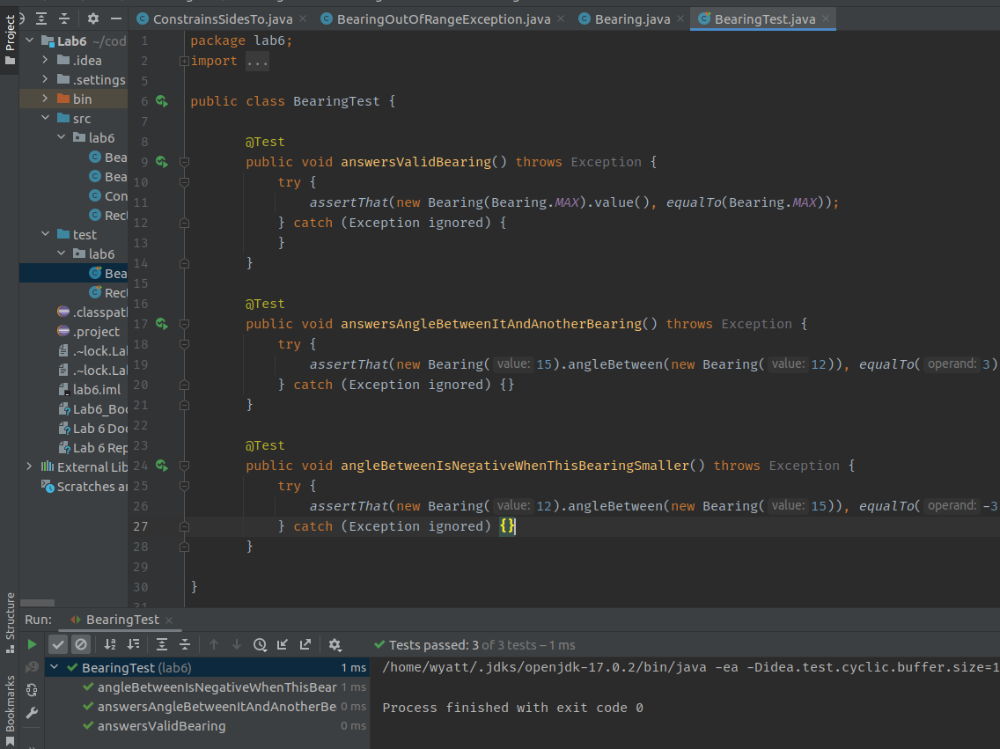 ConstrainsSidesTo.java
BearingOutOfRangeException.java
Bearing.java
BearingTest.java
Project
Structure
Bookmarks
Lab6 ~/cod
.idea
.settings
bin
src
lab6
Bea
Bea
Con
Rect
test
lab6
Bea
Rect
.classpath
.project
.~lock.Lal
.~lock.Lal
lab6.iml
Lab6_Boo
Lab 6 Doc
Lab 6 Rep
External Lib
Scratches an
1 package lab6;
2 import ...
5
6 public class BearingTest {
7
8 @Test
9 public void answersValidBearing() throws Exception {
10 try {
11 assertThat(new Bearing(Bearing.MAX).value(), equalTo(Bearing.MAX));
12 } catch (Exception ignored) {
13 }
14 }
15
16 @Test
17 public void answersAngleBetweenItAndAnotherBearing() throws Exception {
18 try {
19 assertThat(new Bearing( value: 15).angleBetween(new Bearing( value: 12)), equalTo( operand: 3)
20 } catch (Exception ignored) {}
21 }
22
23 @Test
24 public void angleBetweenIsNegativeWhenThisBearingSmaller() throws Exception {
25 try {
26 assertThat(new Bearing( value: 12).angleBetween(new Bearing( value: 15)), equalTo( operand: -3
27 } catch (Exception ignored) {}
28 }
29
30 }
31
Run: BearingTest
Tests passed: 3 of 3 tests – 1 ms
BearingTest (lab6) 1 ms
angleBetweenIsNegativeWhenThisBear 1 ms
answersAngleBetweenItAndAnotherBe 0 ms
answersValidBearing 0 ms
/home/wyatt/.jdks/openjdk-17.0.2/bin/java -ea -Didea.test.cyclic.buffer.size=1
Process finished with exit code 0